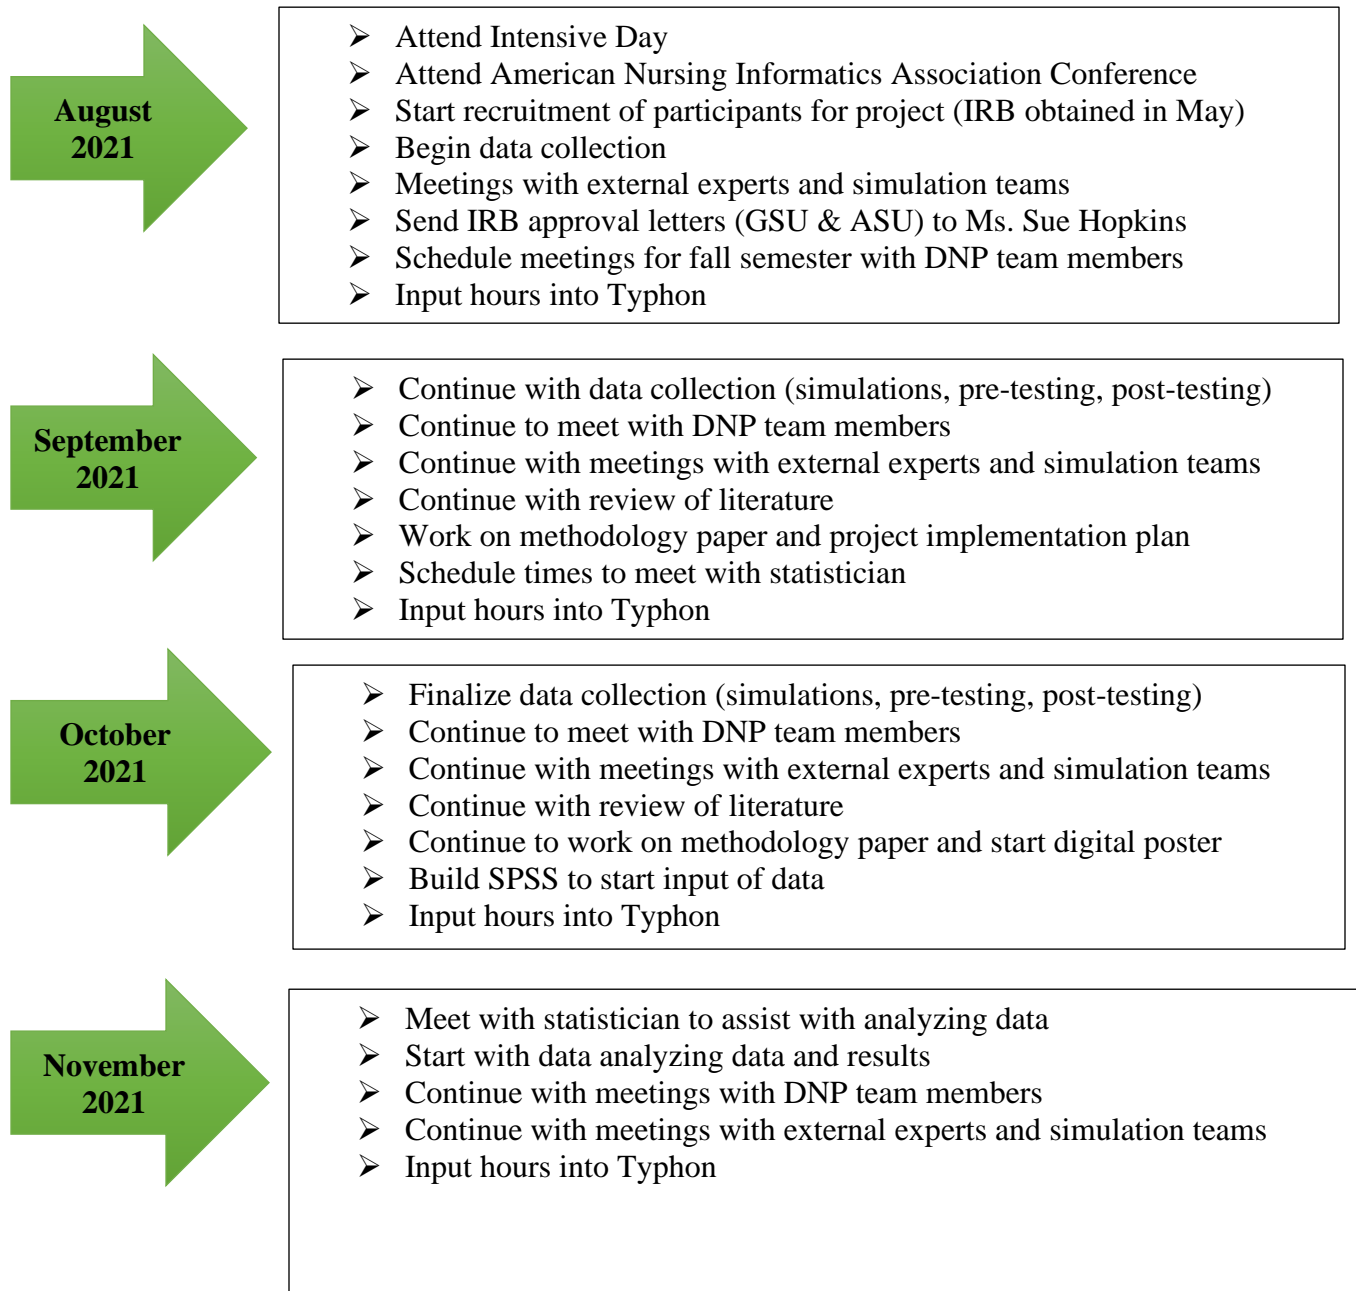 August
2021
➢ Attend Intensive Day
➢ Attend American Nursing Informatics Association Conference
➢ Start recruitment of participants for project (IRB obtained in May)
➢ Begin data collection
➢ Meetings with external experts and simulation teams
➢ Send IRB approval letters (GSU & ASU) to Ms. Sue Hopkins
➢ Schedule meetings for fall semester with DNP team members
➢ Input hours into Typhon
September
2021
➢ Continue with data collection (simulations, pre-testing, post-testing)
➢ Continue to meet with DNP team members
➢ Continue with meetings with external experts and simulation teams
➢ Continue with review of literature
➢ Work on methodology paper and project implementation plan
➢ Schedule times to meet with statistician
➢ Input hours into Typhon
October
2021
➢ Finalize data collection (simulations, pre-testing, post-testing)
➢ Continue to meet with DNP team members
➢ Continue with meetings with external experts and simulation teams
➢ Continue with review of literature
➢ Continue to work on methodology paper and start digital poster
➢ Build SPSS to start input of data
➢ Input hours into Typhon
November
2021
➢ Meet with statistician to assist with analyzing data
➢ Start with data analyzing data and results
➢ Continue with meetings with DNP team members
➢ Continue with meetings with external experts and simulation teams
➢ Input hours into Typhon